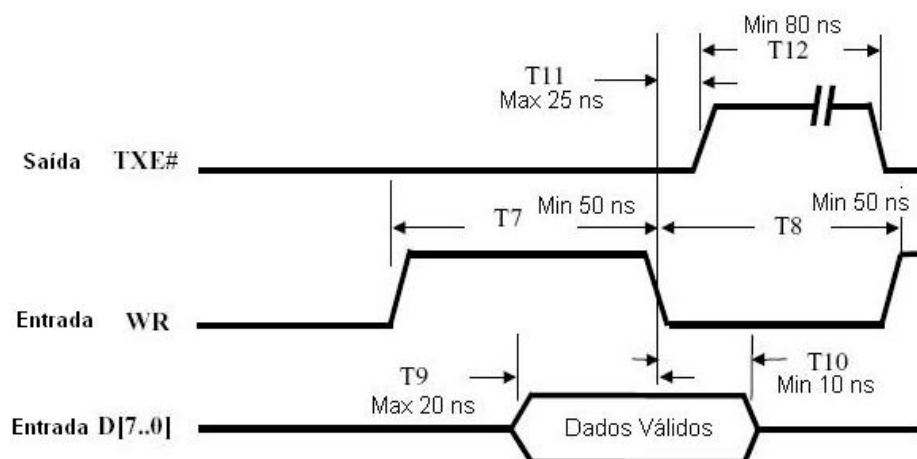 Min 80 ns
T12
T11
Max 25 ns
Saída TXE#
T7
Min 50 ns
T8
Min 50 ns
Entrada WR
T9
Max 20 ns
T10
Min 10 ns
Entrada D[7..0]
Dados Válidos